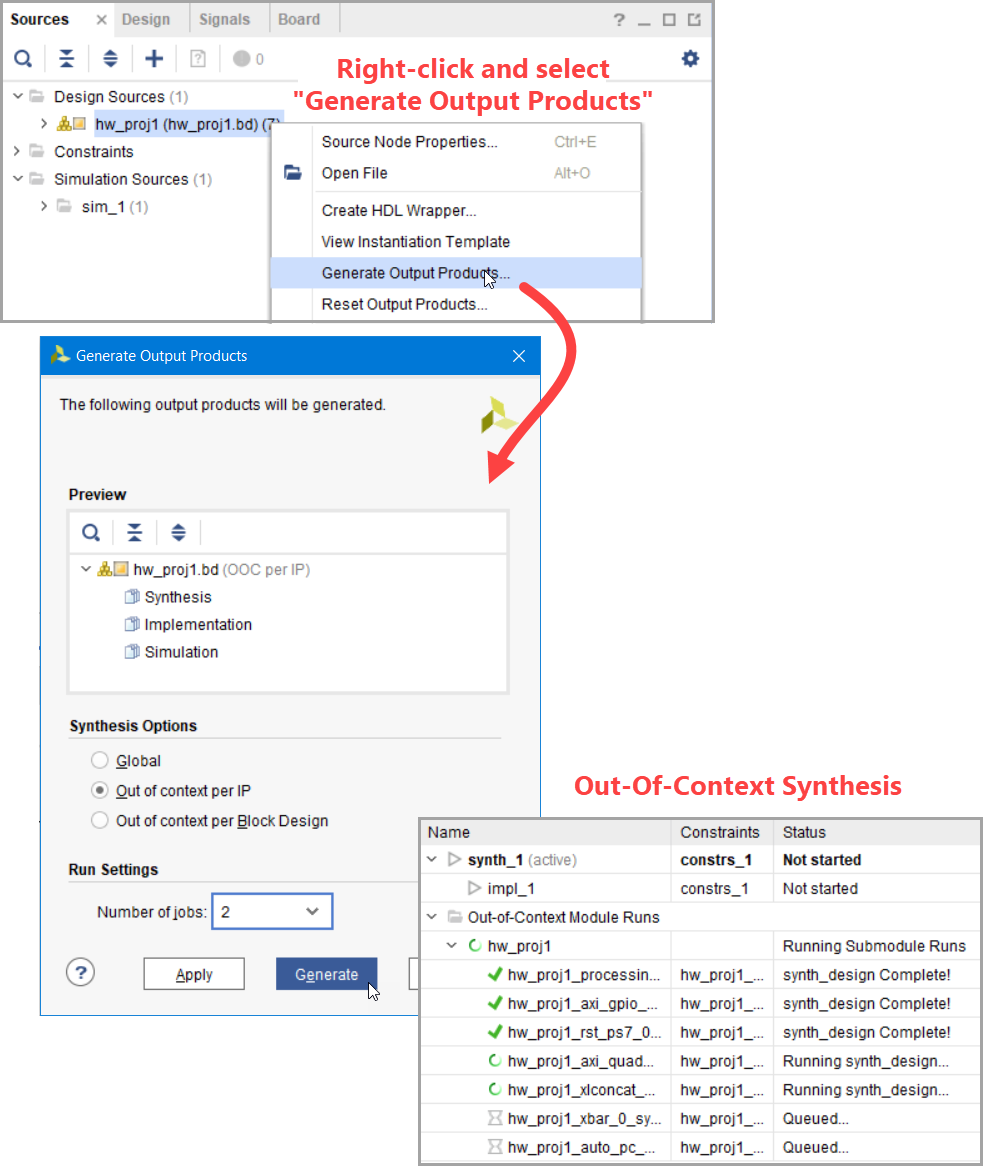 Sources Design Signals Board
0
Right-click and select
"Generate Output Products"
Design Sources (1)
hw_proj1 (hw_proj1.bd) (7)
Source Node Properties... Ctrl+E
Constraints
Open File Alt+O
Simulation Sources (1)
sim_1 (1)
Create HDL Wrapper...
View Instantiation Template
Generate Output Products...
Reset Output Products...
Generate Output Products
The following output products will be generated.
Preview
hw_proj1.bd (OOC per IP)
Synthesis
Implementation
Simulation
Synthesis Options
Global
Out of context per IP
Out of context per Block Design
Run Settings
Number of jobs: 2
? Apply Generate
Out-Of-Context Synthesis
Name Constraints Status
synth_1 (active) constrs_1 Not started
impl_1 constrs_1 Not started
Out-of-Context Module Runs
hw_proj1 Running Submodule Runs
hw_proj1_processin... hw_proj1_... synth_design Complete!
hw_proj1_axi_gpio_... hw_proj1_... synth_design Complete!
hw_proj1_rst_ps7_0... hw_proj1_... synth_design Complete!
hw_proj1_axi_quad... hw_proj1_... Running synth_design...
hw_proj1_xlconcat_... hw_proj1_... Running synth_design...
hw_proj1_xbar_0_sy... hw_proj1_... Queued...
hw_proj1_auto_pc_... hw_proj1_... Queued...